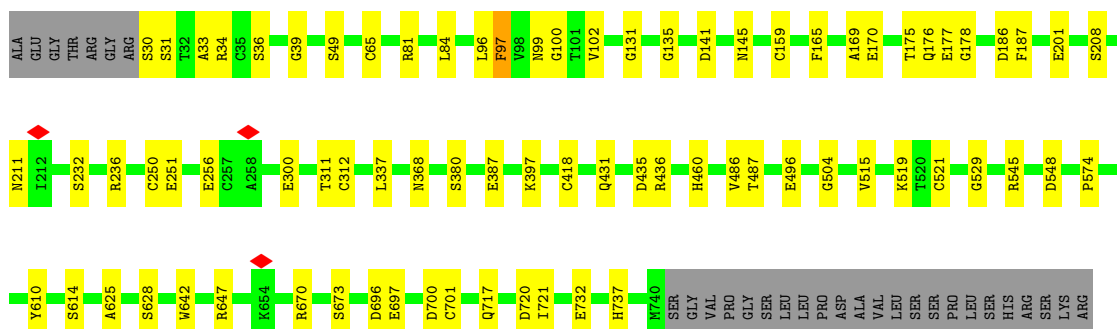 ALA GLU GLY THR ARG GLY ARG S30 S31 T32 A33 R34 C35 S36 G39 S49 C65 R81 L84 L96 F97 V98 N99 G100 T101 V102 G131 G135 D141 N145 C159 F165 A169 E170 T175 Q176 E177 G178 D186 F187 E201 S208
N211 I212 S232 R236 C250 E251 E256 C257 A258 E300 T311 C312 L337 N368 S380 E387 K397 C418 Q431 D435 R436 H460 V486 T487 E496 G504 V515 K519 T520 C521 G529 R545 D548 P574
Y610 S614 A625 S628 W642 R647 K654 R670 S673 D696 E697 D700 C701 Q717 D720 I721 E732 H737 M740 SER GLY VAL PRO GLY SER LEU LEU PRO ASP ALA VAL LEU SER SER PRO LEU SER HIS ARG SER LYS ARG